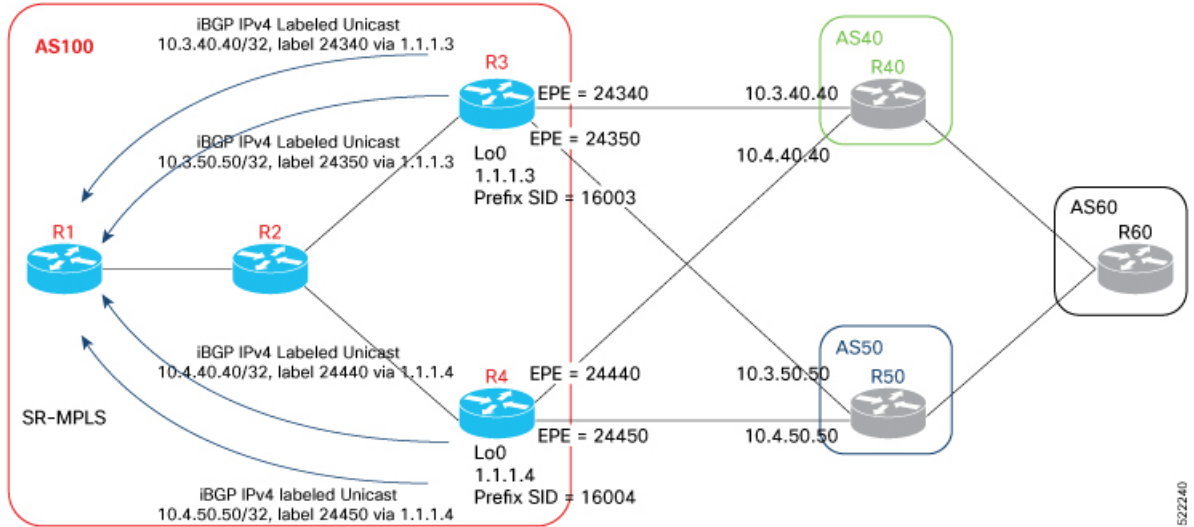 iBGP IPv4 Labeled Unicast
10.3.40.40/32, label 24340 via 1.1.1.3
AS100
R3
EPE = 24340
EPE = 24350
iBGP IPv4 Labeled Unicast
10.3.50.50/32, label 24350 via 1.1.1.3
Lo0
1.1.1.3
Prefix SID = 16003
AS40
R40
10.3.40.40
10.4.40.40
R1
R2
AS60
R60
iBGP IPv4 Labeled Unicast
10.4.40.40/32, label 24440 via 1.1.1.4
R4
EPE = 24440
EPE = 24450
AS50
R50
10.3.50.50
10.4.50.50
SR-MPLS
Lo0
1.1.1.4
Prefix SID = 16004
iBGP IPv4 labeled Unicast
10.4.50.50/32, label 24450 via 1.1.1.4
522240